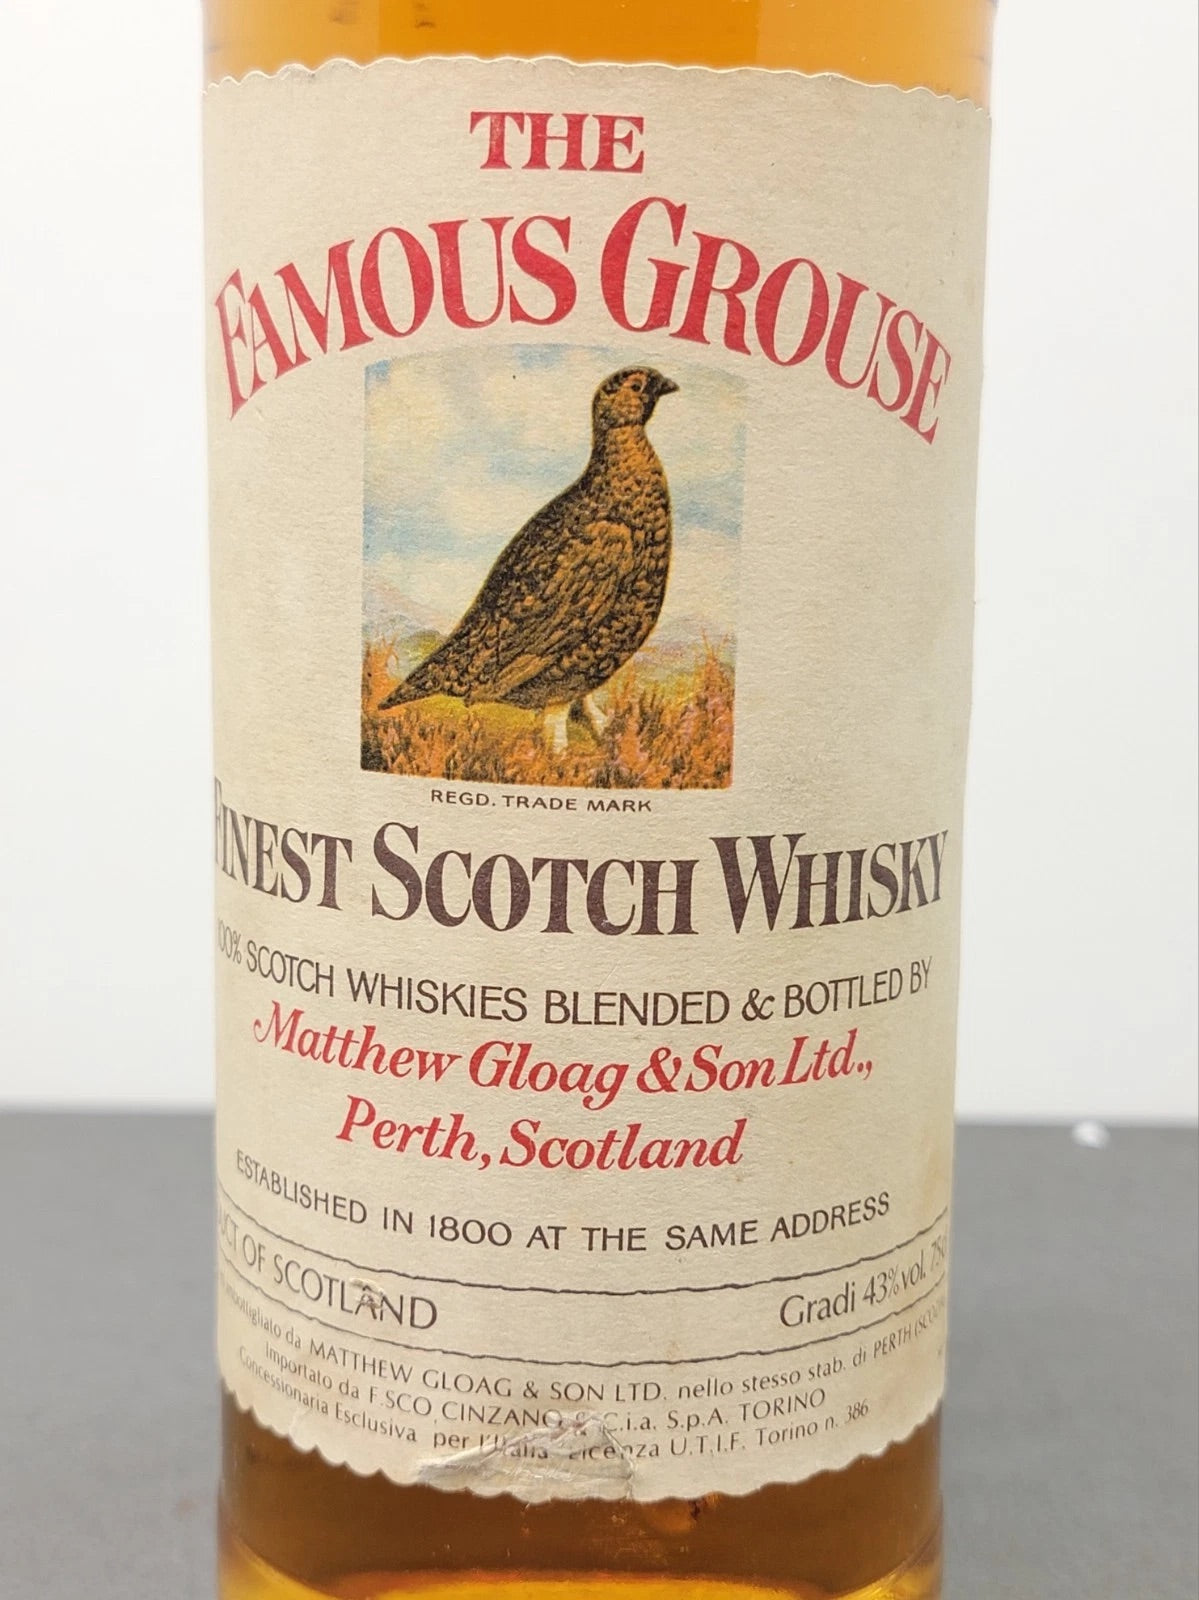 THE
FAMOUS GROUSE
REGD. TRADE MARK
FINEST SCOTCH WHISKY
100% SCOTCH WHISKIES BLENDED & BOTTLED BY
Matthew Gloag & Son Ltd.,
Perth, Scotland
ESTABLISHED IN 1800 AT THE SAME ADDRESS
OF SCOTLAND
Gradi 43% vol.
da MATTHEW GLOAG & SON LTD. nello stesso stab. di PERTH
Importato da F.SCO CINZANO & C.i.a. S.p.A. TORINO
Concessionaria Esclusiva per l'Italia Licenza U.T.I.F. Torino n. 386